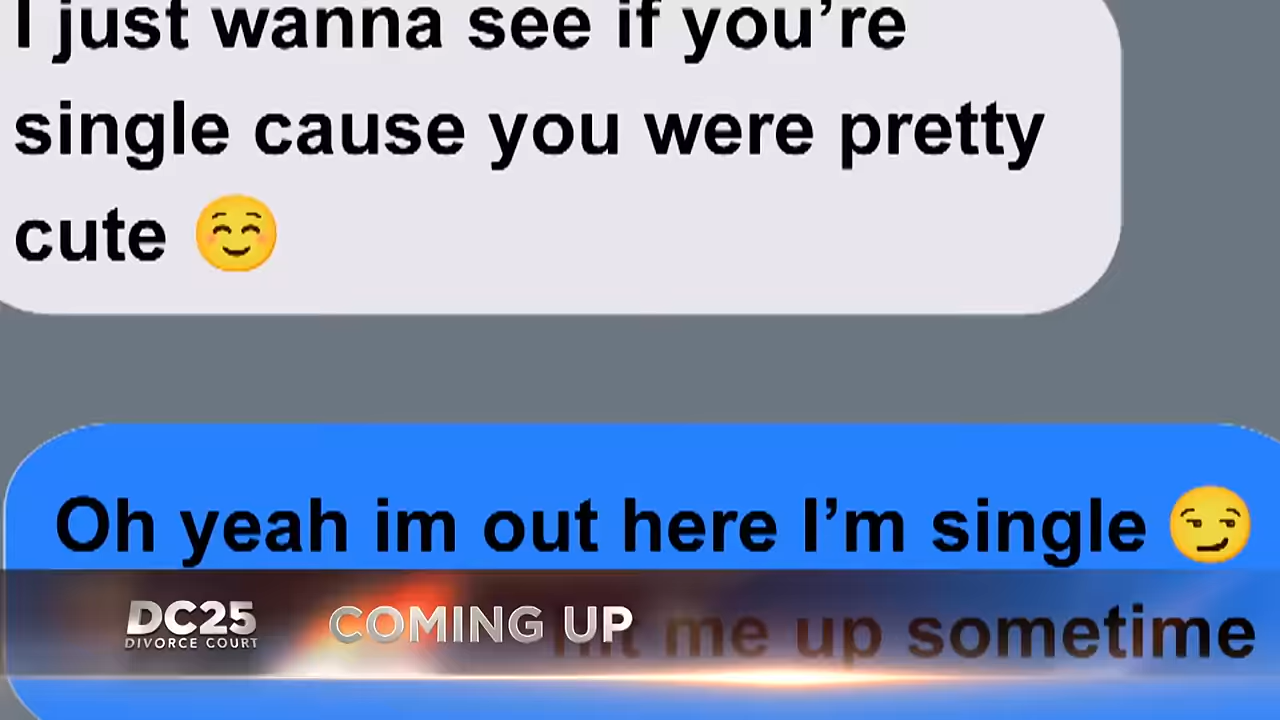 I just wanna see if you're
single cause you were pretty
cute ☺️
Oh yeah im out here I'm single 😏
hit me up sometime
DC25
DIVORCE COURT
COMING UP